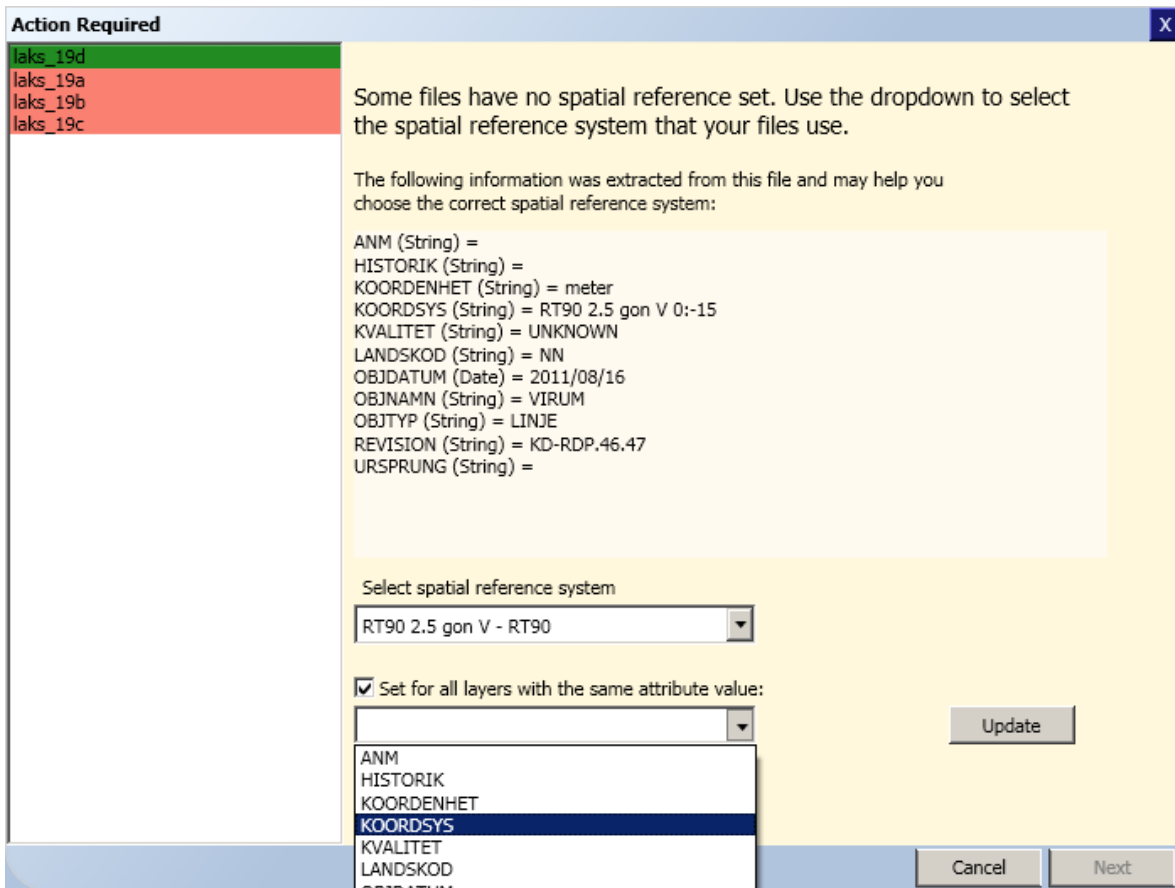 Action Required
X
laks_19d
laks_19a
laks_19b
laks_19c
Some files have no spatial reference set. Use the dropdown to select
the spatial reference system that your files use.
The following information was extracted from this file and may help you
choose the correct spatial reference system:
ANM (String) =
HISTORIK (String) =
KOORDENHET (String) = meter
KOORDSYS (String) = RT90 2.5 gon V 0:-15
KVALITET (String) = UNKNOWN
LANDSKOD (String) = NN
OBJDATUM (Date) = 2011/08/16
OBJNAMN (String) = VIRUM
OBJTYP (String) = LINJE
REVISION (String) = KD-RDP.46.47
URSPRUNG (String) =
Select spatial reference system
RT90 2.5 gon V - RT90
Set for all layers with the same attribute value:
Update
ANM
HISTORIK
KOORDENHET
KOORDSYS
KVALITET
LANDSKOD
OBJDATUM
Cancel
Next